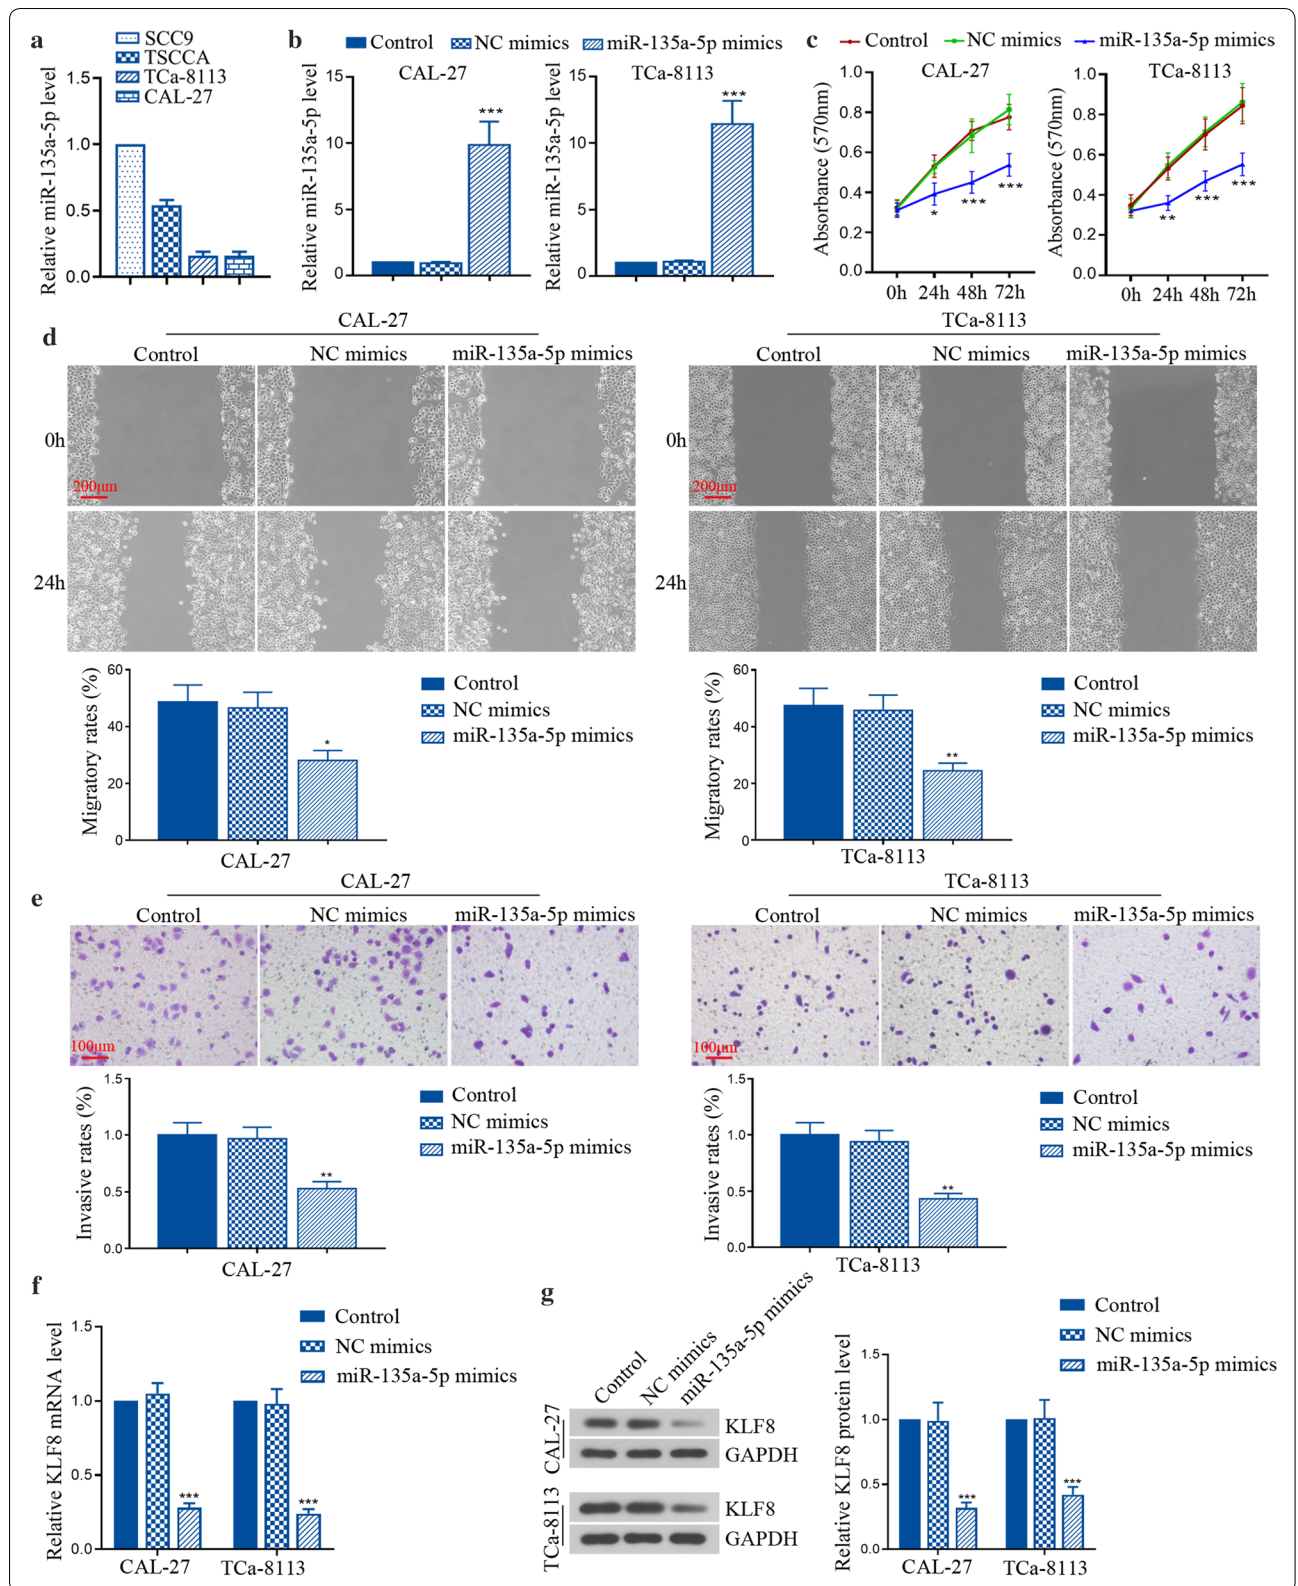 a
SCC9
TSCCA
TCa-8113
CAL-27
Relative miR-135a-5p level
1.5
1.0
0.5
0.0
b
Control NC mimics miR-135a-5p mimics
CAL-27
Relative miR-135a-5p level
15
10
5
0
***
TCa-8113
Relative miR-135a-5p level
15
10
5
0
***
c
Control NC mimics miR-135a-5p mimics
CAL-27
Absorbance (570nm)
1.0
0.8
0.6
0.4
0.2
0.0
* *** ***
0h 24h 48h 72h
TCa-8113
Absorbance (570nm)
1.0
0.8
0.6
0.4
0.2
0.0
** *** ***
0h 24h 48h 72h
d
CAL-27
Control NC mimics miR-135a-5p mimics
0h
200μm
24h
TCa-8113
Control NC mimics miR-135a-5p mimics
200μm
Migratory rates (%)
60
40
20
0
*
CAL-27
Control
NC mimics
miR-135a-5p mimics
Migratory rates (%)
60
40
20
0
**
TCa-8113
Control
NC mimics
miR-135a-5p mimics
e
CAL-27
Control NC mimics miR-135a-5p mimics
100μm
TCa-8113
Control NC mimics miR-135a-5p mimics
100μm
Invasive rates (%)
1.5
1.0
0.5
0.0
**
CAL-27
Control
NC mimics
miR-135a-5p mimics
Invasive rates (%)
1.5
1.0
0.5
0.0
**
TCa-8113
Control
NC mimics
miR-135a-5p mimics
f
Control
NC mimics
miR-135a-5p mimics
Relative KLF8 mRNA level
1.5
1.0
0.5
0.0
*** ***
CAL-27 TCa-8113
g
Control NC mimics miR-135a-5p mimics
CAL-27
KLF8
GAPDH
TCa-8113
KLF8
GAPDH
Control
NC mimics
miR-135a-5p mimics
Relative KLF8 protein level
1.5
1.0
0.5
0.0
*** ***
CAL-27 TCa-8113